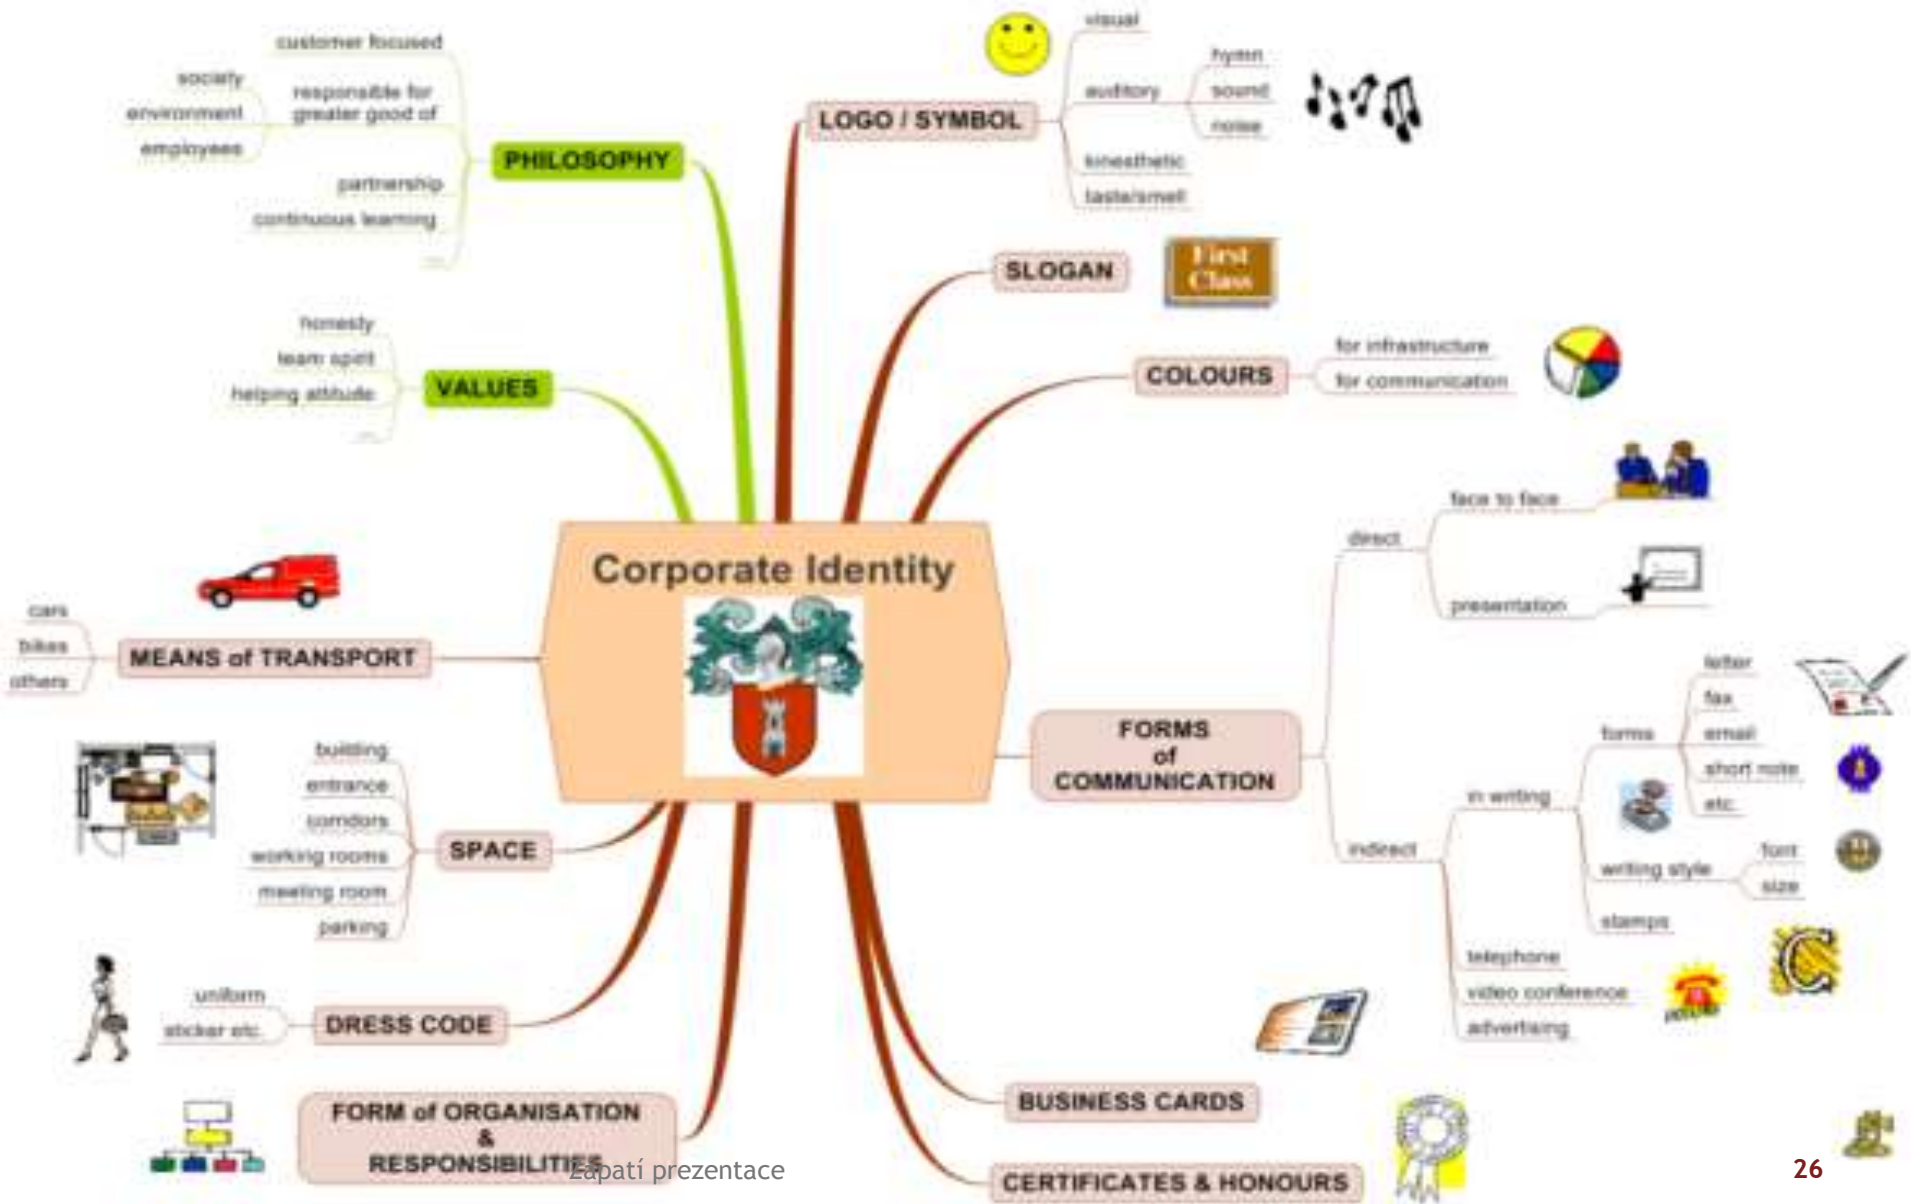 Corporate Identity
LOGO / SYMBOL
visual
auditory
hymn
sound
noise
kinesthetic
taste/smell
SLOGAN
First
Class
COLOURS
for infrastructure
for communication
FORMS
of
COMMUNICATION
direct
face to face
presentation
indirect
in writing
forms
letter
fax
email
short note
etc.
writing style
font
size
stamps
telephone
video conference
advertising
BUSINESS CARDS
CERTIFICATES & HONOURS
FORM of ORGANISATION
&
RESPONSIBILITIES
DRESS CODE
uniform
sticker etc.
SPACE
building
entrance
corridors
working rooms
meeting room
parking
MEANS of TRANSPORT
cars
bikes
others
VALUES
honesty
team spirit
helping attitude
...
PHILOSOPHY
customer focused
responsible for
greater good of
society
environment
employees
partnership
continuous learning
...
Zápatí prezentace
26